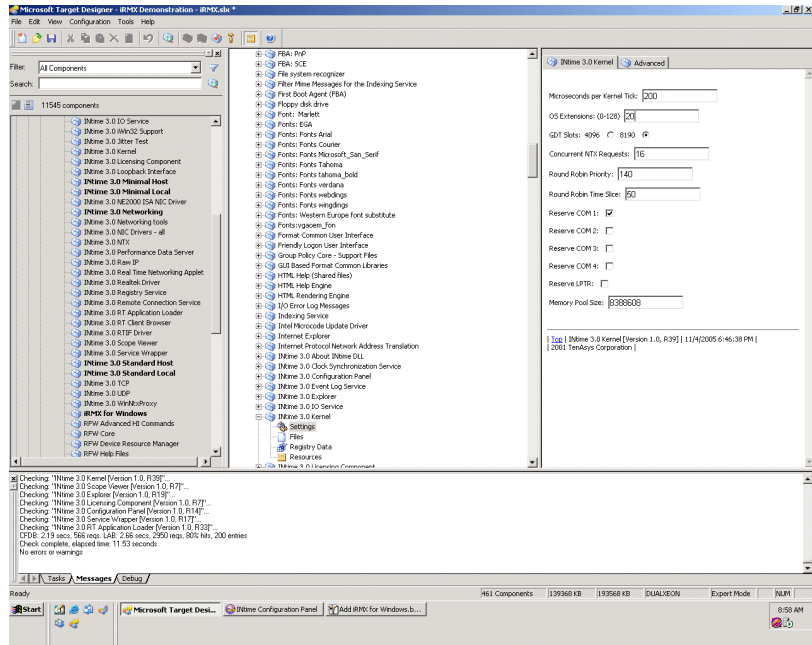 Microsoft Target Designer - iRMX Demonstration - iRMX.slx *
File Edit View Configuration Tools Help
Filter: All Components
Search:
11545 components
INtime 3.0 IO Service
INtime 3.0 iWin32 Support
INtime 3.0 Jitter Test
INtime 3.0 Kernel
INtime 3.0 Licensing Component
INtime 3.0 Loopback Interface
INtime 3.0 Minimal Host
INtime 3.0 Minimal Local
INtime 3.0 NE2000 ISA NIC Driver
INtime 3.0 Networking
INtime 3.0 Networking tools
INtime 3.0 NIC Drivers - all
INtime 3.0 NTX
INtime 3.0 Performance Data Server
INtime 3.0 Raw IP
INtime 3.0 Real Time Networking Applet
INtime 3.0 Realtek Driver
INtime 3.0 Registry Service
INtime 3.0 Remote Connection Service
INtime 3.0 RT Application Loader
INtime 3.0 RT Client Browser
INtime 3.0 RTIF Driver
INtime 3.0 Scope Viewer
INtime 3.0 Service Wrapper
INtime 3.0 Standard Host
INtime 3.0 Standard Local
INtime 3.0 TCP
INtime 3.0 UDP
INtime 3.0 WinNtxProxy
iRMX for Windows
RFW Advanced HI Commands
RFW Core
RFW Device Resource Manager
RFW Help Files
FBA: PnP
FBA: SCE
File system recognizer
Filter Mime Messages for the Indexing Service
First Boot Agent (FBA)
Floppy disk drive
Font: Marlett
Fonts: EGA
Fonts: Fonts Arial
Fonts: Fonts Courier
Fonts: Fonts Microsoft_San_Serif
Fonts: Fonts Tahoma
Fonts: Fonts tahoma_bold
Fonts: Fonts verdana
Fonts: Fonts webdings
Fonts: Fonts wingdings
Fonts: Western Europe font substitute
Fonts:vgaoem_fon
Format Common User Interface
Friendly Logon User Interface
Group Policy Core - Support Files
GUI Based Format Common Libraries
HTML Help (Shared files)
HTML Help Engine
HTML Rendering Engine
I/O Error Log Messages
Indexing Service
Intel Microcode Update Driver
Internet Explorer
Internet Protocol Network Address Translation
INtime 3.0 About INtime DLL
INtime 3.0 Clock Synchronization Service
INtime 3.0 Configuration Panel
INtime 3.0 Event Log Service
INtime 3.0 Explorer
INtime 3.0 IO Service
INtime 3.0 Kernel
Settings
Files
Registry Data
Resources
INtime 3.0 Licensing Component
INtime 3.0 Kernel Advanced
Microseconds per Kernel Tick: 200
OS Extensions: (0-128) 20
GDT Slots: 4096 8190
Concurrent NTX Requests: 16
Round Robin Priority: 140
Round Robin Time Slice: 50
Reserve COM 1:
Reserve COM 2:
Reserve COM 3:
Reserve COM 4:
Reserve LPTR:
Memory Pool Size: 8388608
| Top | INtime 3.0 Kernel [Version 1.0, R39] | 11/4/2005 6:46:38 PM |
| 2001 TenAsys Corporation |
Checking: "INtime 3.0 Kernel [Version 1.0, R39]"...
Checking: "INtime 3.0 Scope Viewer [Version 1.0, R7]"...
Checking: "INtime 3.0 Explorer [Version 1.0, R19]"...
Checking: "INtime 3.0 Licensing Component [Version 1.0, R7]"...
Checking: "INtime 3.0 Configuration Panel [Version 1.0, R14]"...
Checking: "INtime 3.0 Service Wrapper [Version 1.0, R17]"...
Checking: "INtime 3.0 RT Application Loader [Version 1.0, R33]"...
CFDB: 2.19 secs, 566 reqs. LAB: 2.66 secs, 2950 reqs, 80% hits, 200 entries
Check complete, elapsed time: 11.53 seconds
No errors or warnings
Tasks Messages Debug
Ready 461 Components 139368 KB 193568 KB DUALXEON Expert Mode NUM
Start Microsoft Target Desi... INtime Configuration Panel Add iRMX for Windows.b... 8:58 AM